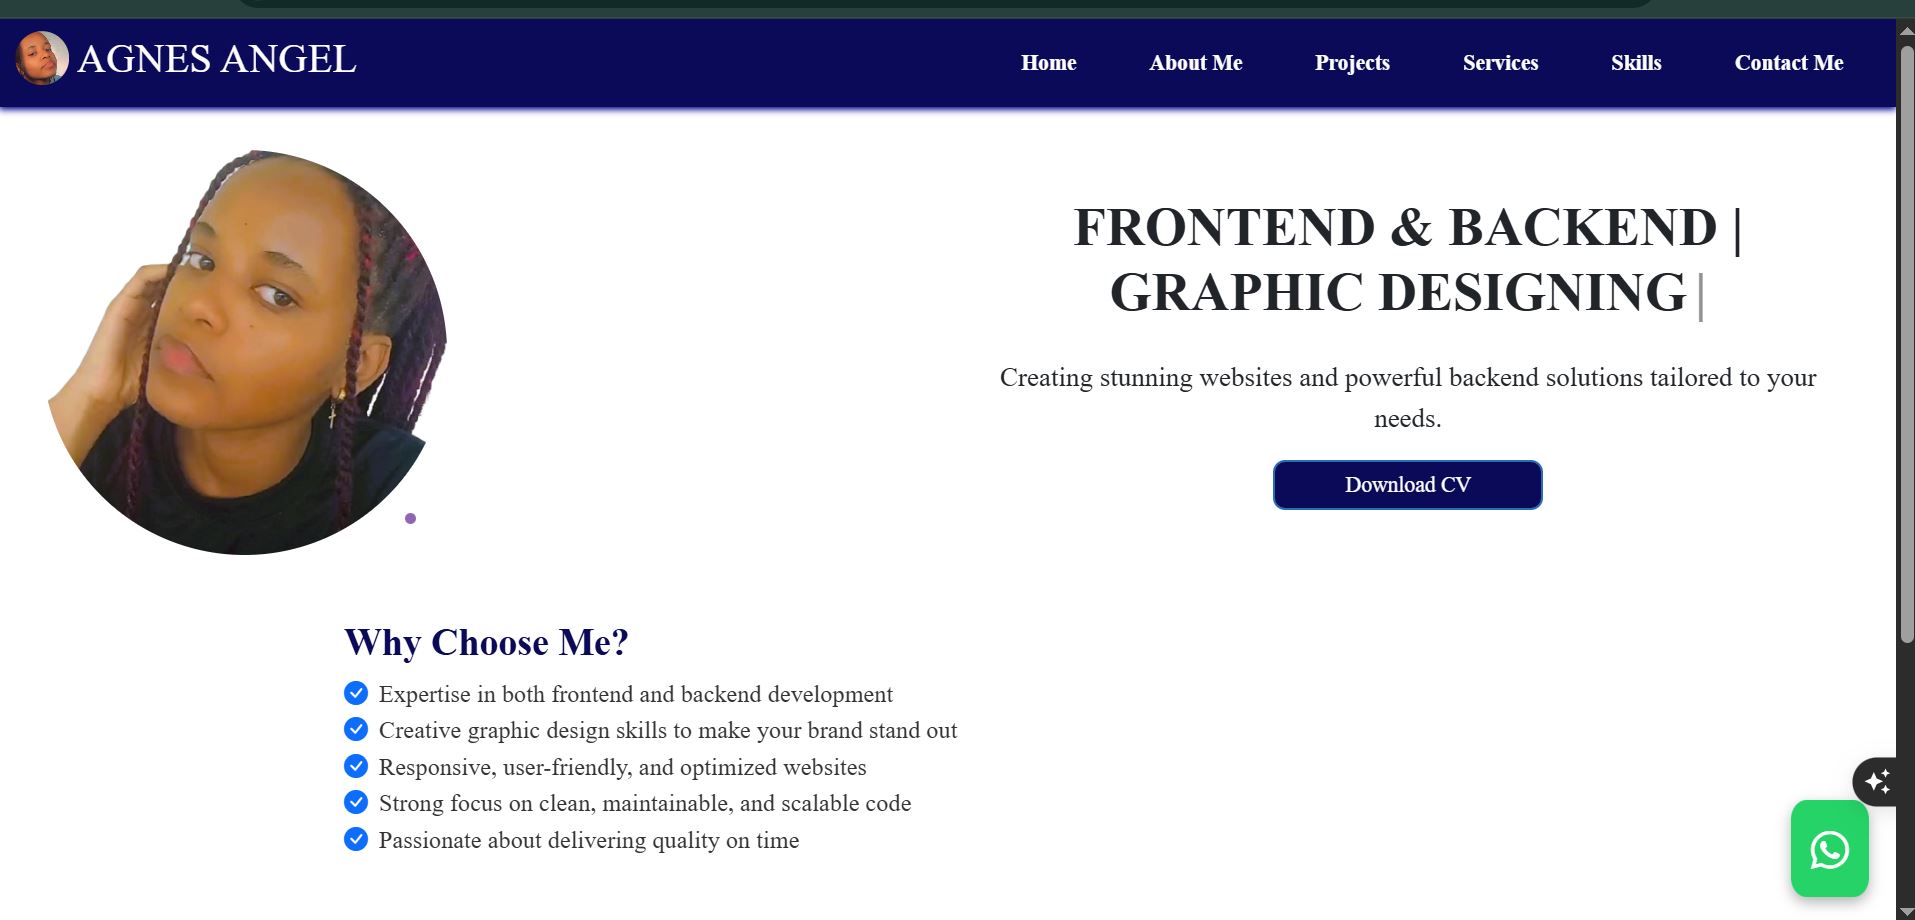 AGNES ANGEL
Home
About Me
Projects
Services
Skills
Contact Me
FRONTEND & BACKEND |
GRAPHIC DESIGNING|
Creating stunning websites and powerful backend solutions tailored to your
needs.
Download CV
Why Choose Me?
Expertise in both frontend and backend development
Creative graphic design skills to make your brand stand out
Responsive, user-friendly, and optimized websites
Strong focus on clean, maintainable, and scalable code
Passionate about delivering quality on time